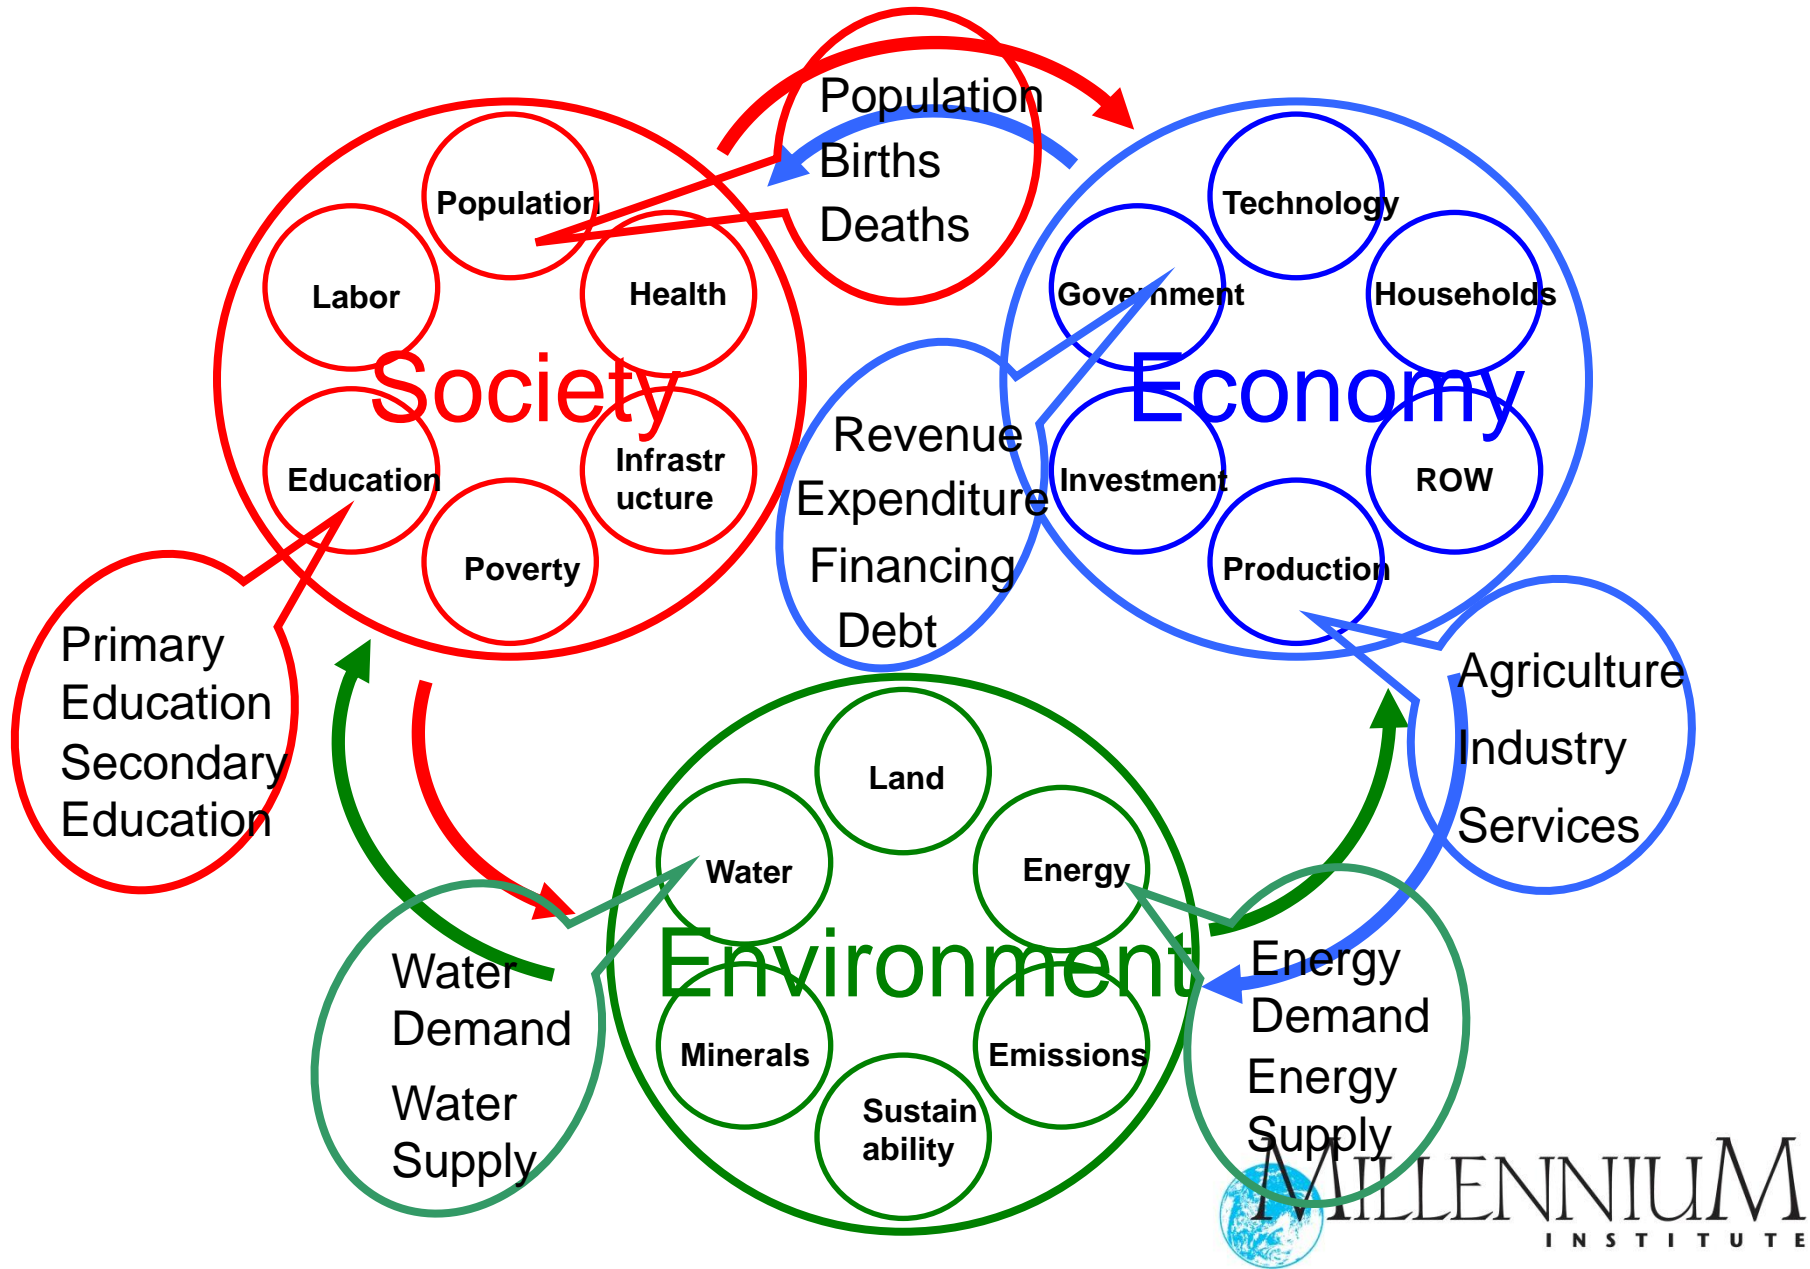 Population
Births
Deaths
Population
Labor
Health
Society
Education
Infrastr
ucture
Poverty
Technology
Government
Households
Economy
Investment
ROW
Production
Revenue
Expenditure
Financing
Debt
Primary
Education
Secondary
Education
Agriculture
Industry
Services
Land
Water
Energy
Environment
Minerals
Emissions
Sustain
ability
Water
Demand
Water
Supply
Energy
Demand
Energy
Supply
MILLENNIUM
INSTITUTE